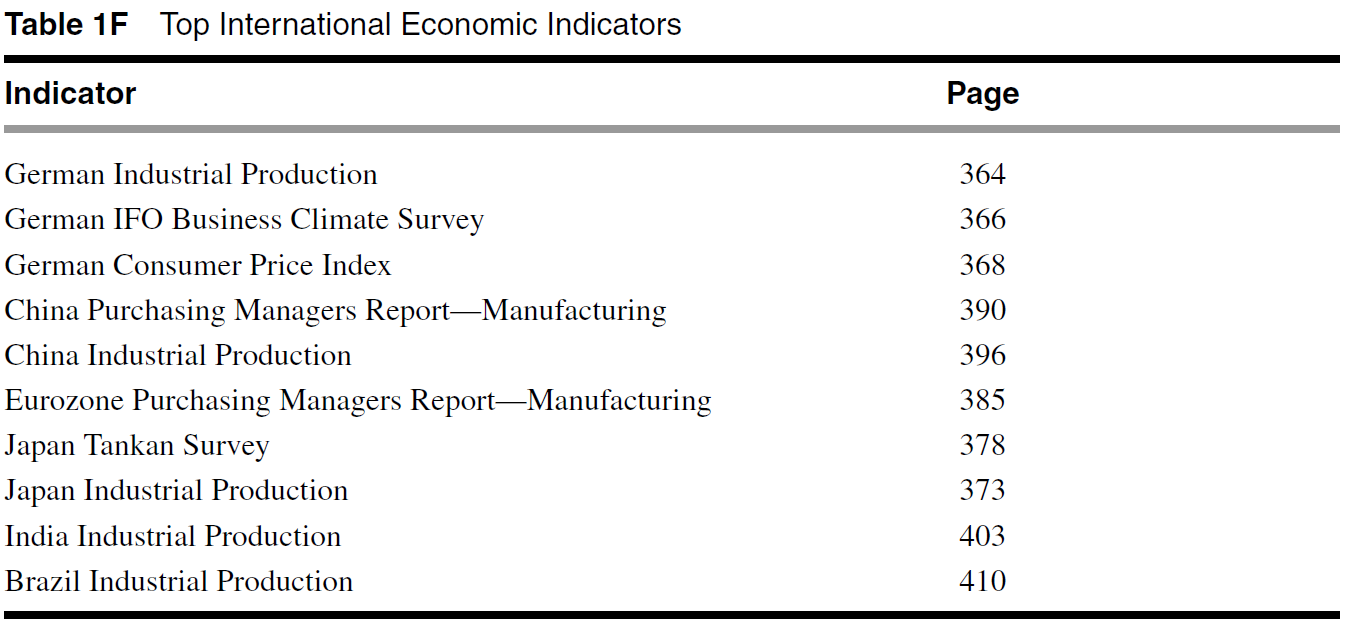 Table 1F Top International Economic Indicators
Indicator Page
German Industrial Production 364
German IFO Business Climate Survey 366
German Consumer Price Index 368
China Purchasing Managers Report—Manufacturing 390
China Industrial Production 396
Eurozone Purchasing Managers Report—Manufacturing 385
Japan Tankan Survey 378
Japan Industrial Production 373
India Industrial Production 403
Brazil Industrial Production 410